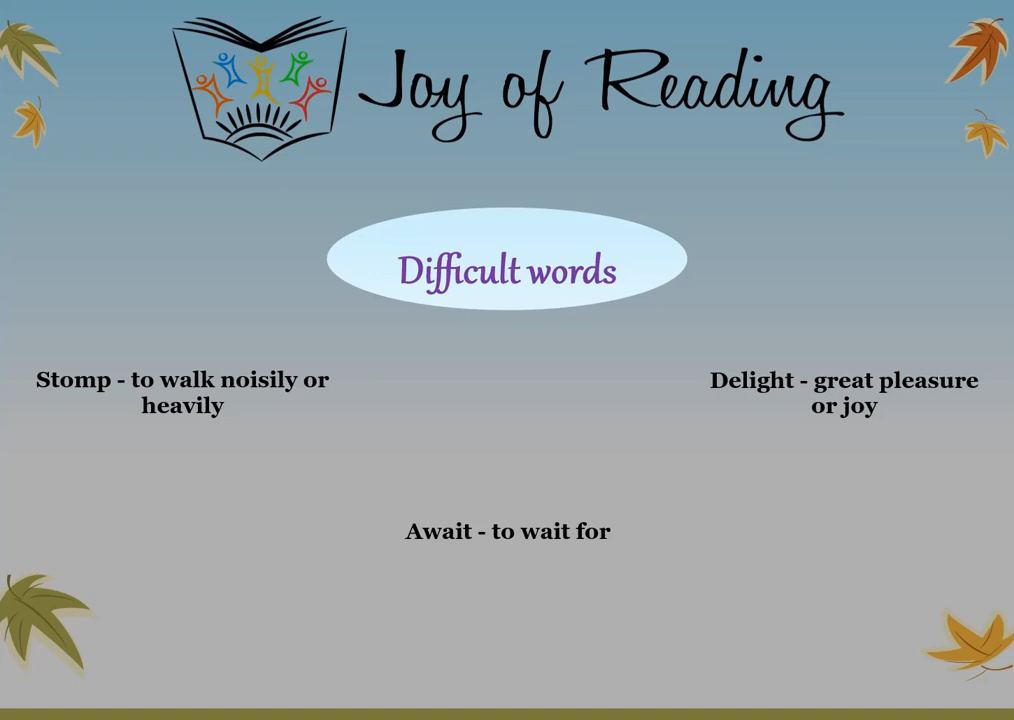 Joy of Reading
Difficult words
Stomp - to walk noisily or
heavily
Delight - great pleasure
or joy
Await - to wait for